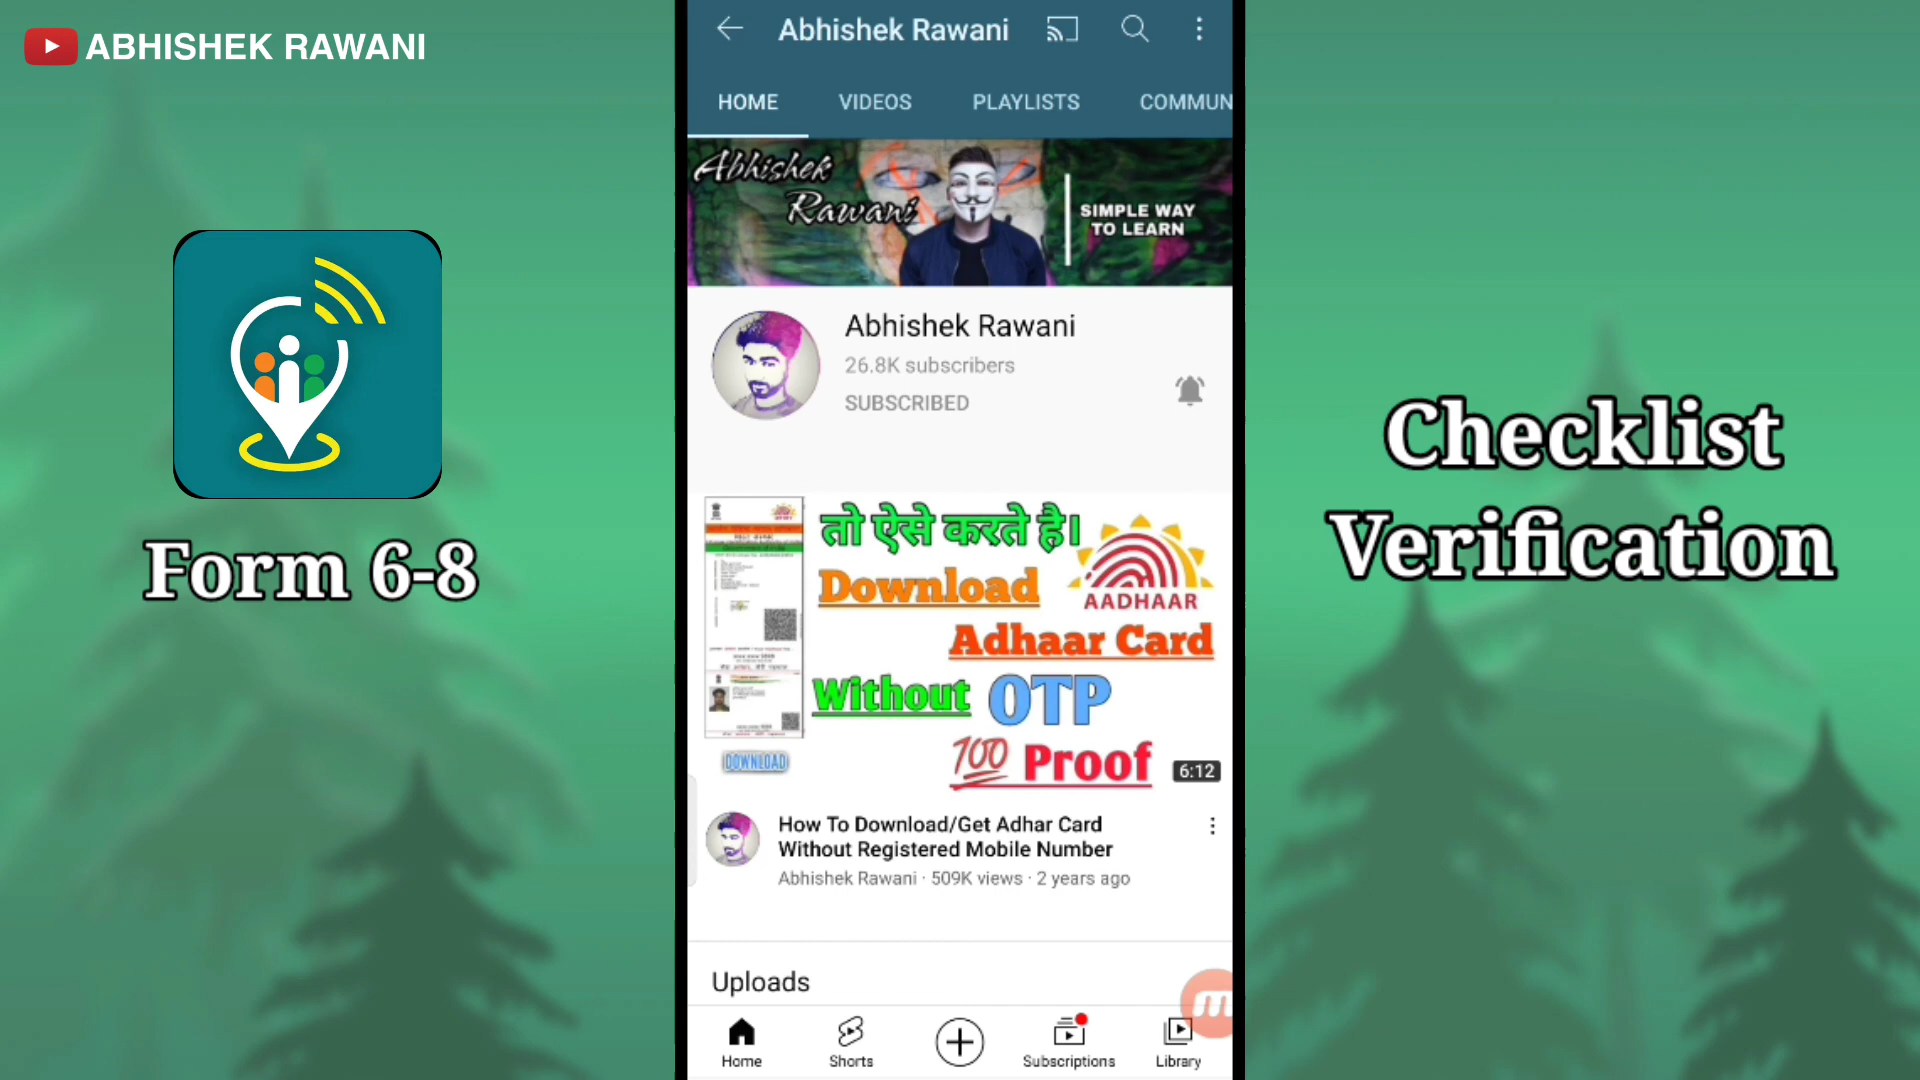 ABHISHEK RAWANI
Form 6-8
Abhishek Rawani
HOME VIDEOS PLAYLISTS COMMUN
Abhishek
Rawani
SIMPLE WAY
TO LEARN
Abhishek Rawani
26.8K subscribers
SUBSCRIBED
तो ऐसे करते है।
Download
AADHAAR
Adhaar Card
Without OTP
100 Proof
DOWNLOAD
6:12
How To Download/Get Adhar Card
Without Registered Mobile Number
Abhishek Rawani · 509K views · 2 years ago
Uploads
Home Shorts Subscriptions Library
Checklist
Verification